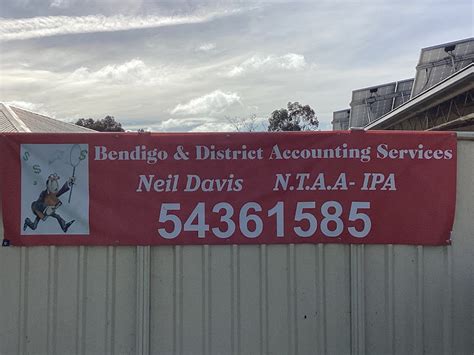 Bendigo & District Accounting Services
Neil Davis N.T.A.A- IPA
54361585
$
$
$